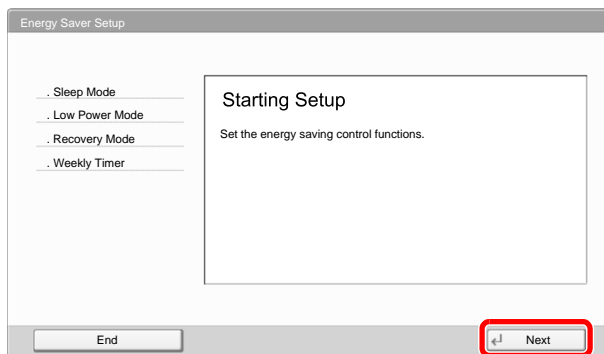 Energy Saver Setup
. Sleep Mode
. Low Power Mode
. Recovery Mode
. Weekly Timer
Starting Setup
Set the energy saving control functions.
End
Next